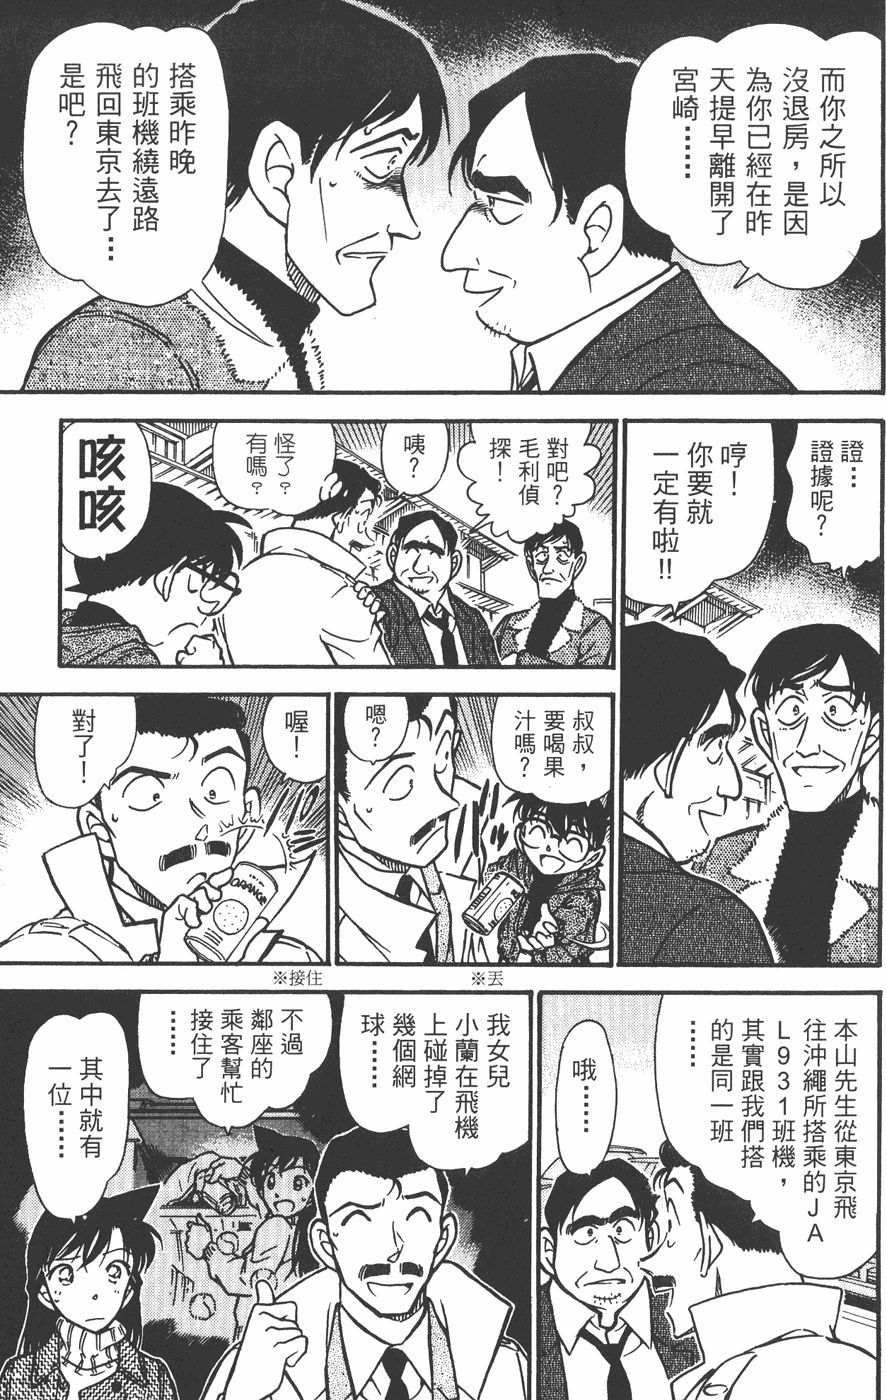 而你之所以
沒退房，是因
為你已經在昨
天提早離開了
宮崎……
搭乘昨晚
的班機繞遠路
飛回東京去了…
是吧？
證…
證據呢？
哼！
你要就
一定有啦!!
對吧？
毛利偵
探！
咦？
怪了？
有嗎？
咳
咳
叔叔，
要喝果
汁嗎？
嗯？
※丟
喔！
對了！
ORANGE
※接住
本山先生從東京飛
往沖繩所搭乘的JA
L931班機，
其實跟我們搭
的是同一班
……
哦……
我女兒
小蘭在飛機
上碰掉了
幾個網
球……
不過
鄰座的
乘客幫忙
接住了
……
其中就有
一位……